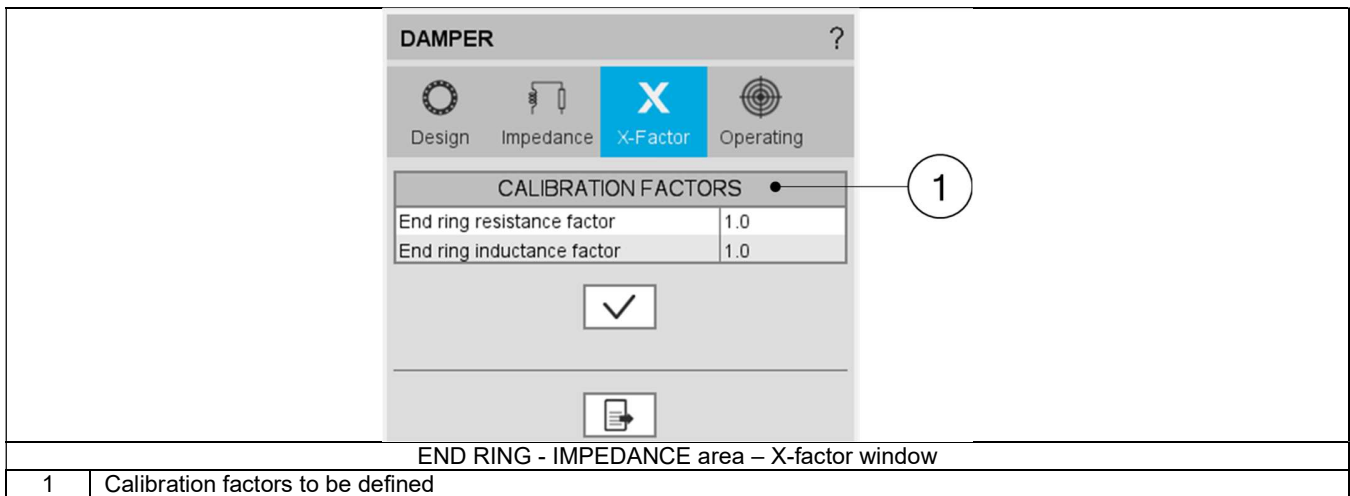 DAMPER ?
Design Impedance X-Factor Operating
CALIBRATION FACTORS 1
End ring resistance factor 1.0
End ring inductance factor 1.0
END RING - IMPEDANCE area – X-factor window
1 Calibration factors to be defined